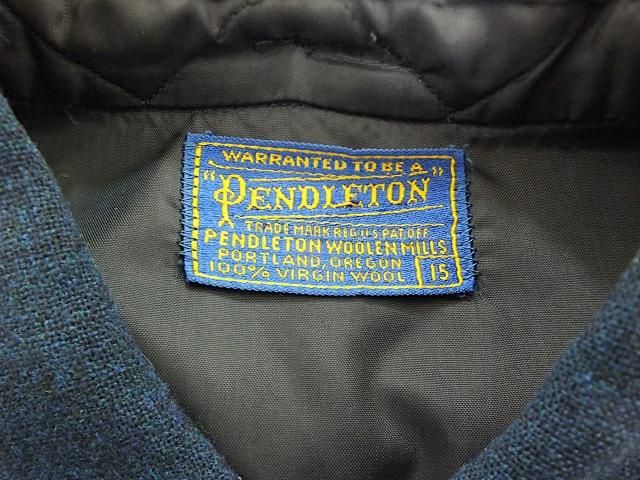 WARRANTED TO BE A
"PENDLETON"
TRADE MARK REG U S PAT. OFF
PENDLETON WOOLEN MILLS
PORTLAND, OREGON
100% VIRGIN WOOL 15